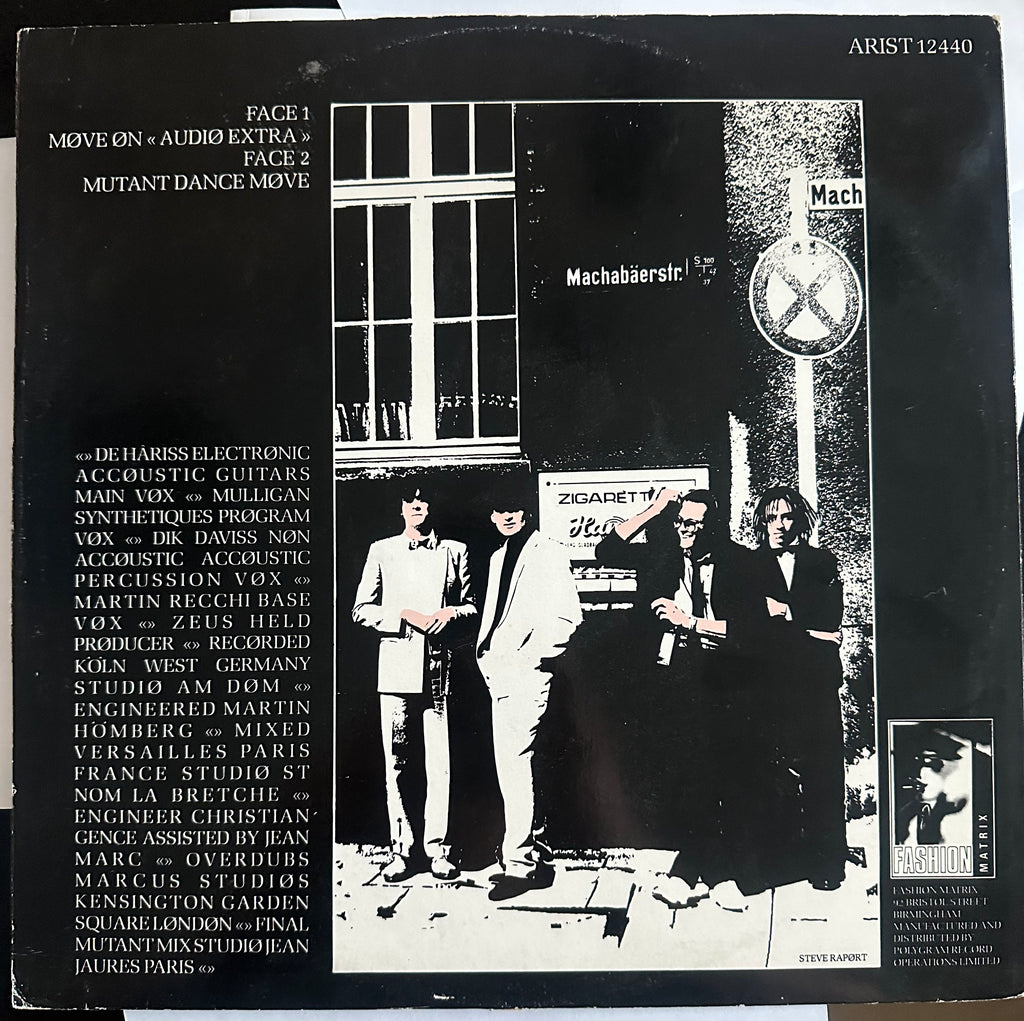 ARIST 12440
FACE 1
MØVE ØN « AUDIØ EXTRA »
FACE 2
MUTANT DANCE MØVE
Mach
Machabäerstr.
S 100
37
ZIGARETT
«» DE HÀRISS ELECTRØNIC
ACCØUSTIC GUITARS
MAIN VØX «» MULLIGAN
SYNTHETIQUES PRØGRAM
VØX «» DIK DAVISS NØN
ACCØUSTIC ACCØUSTIC
PERCUSSION VØX «»
MARTIN RECCHI BASE
VØX «» ZEUS HELD
PRØDUCER «» RECØRDED
KÖLN WEST GERMANY
STUDIØ AM DØM «»
ENGINEERED MARTIN
HÖMBERG «» MIXED
VERSAILLES PARIS
FRANCE STUDIØ ST
NOM LA BRETCHE «»
ENGINEER CHRISTIAN
GENCE ASSISTED BY JEAN
MARC «» OVERDUBS
MARCUS STUDIØS
KENSINGTON GARDEN
SQUARE LØNDØN «» FINAL
MUTANT MIX STUDIØ JEAN
JAURES PARIS «»
STEVE RAPØRT
FASHION
MATRIX
FASHION MATRIX
92 BRISTOL STREET
BIRMINGHAM
MANUFACTURED AND
DISTRIBUTED BY
POLYGRAM RECORD
OPERATIONS LIMITED